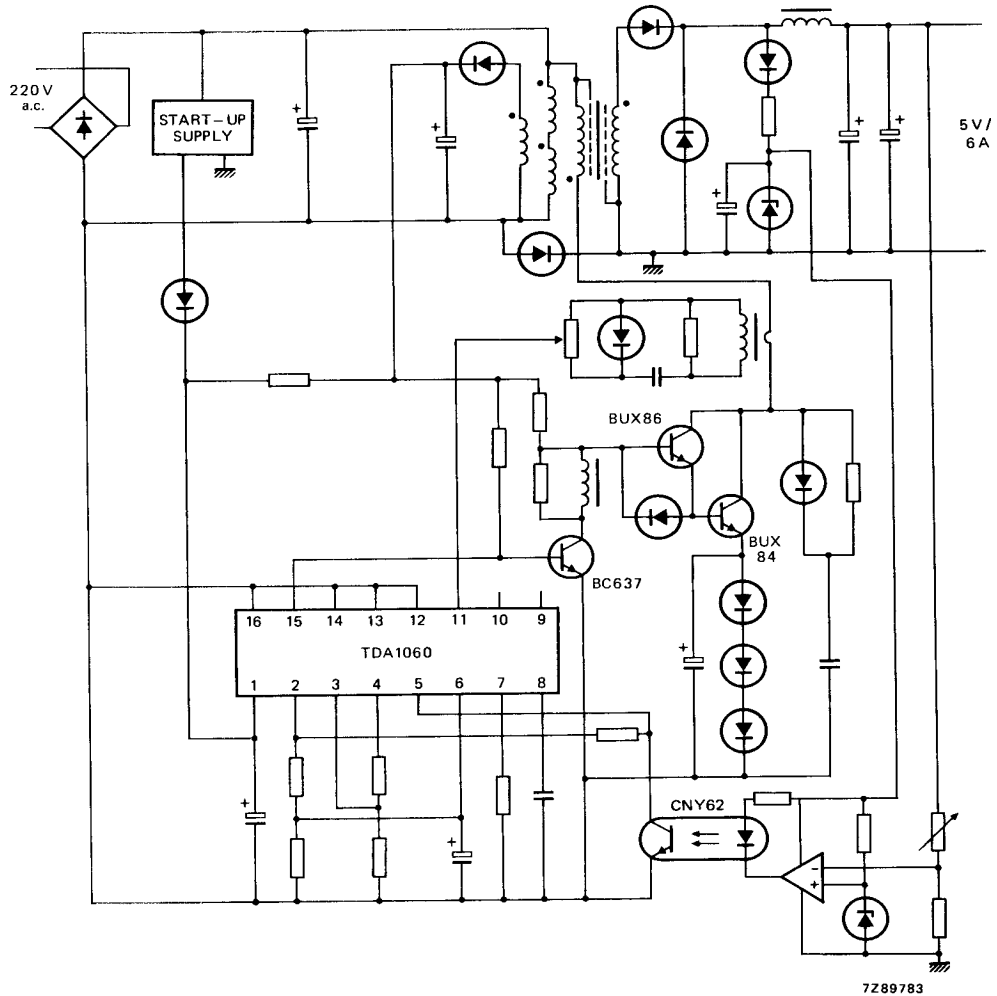 220 V
a.c.
START-UP
SUPPLY
+
+
+
+
+
5 V /
6 A
BUX86
BUX
84
BC637
16 15 14 13 12 11 10 9
TDA1060
1 2 3 4 5 6 7 8
+
+
+
CNY62
-
+
7Z89783